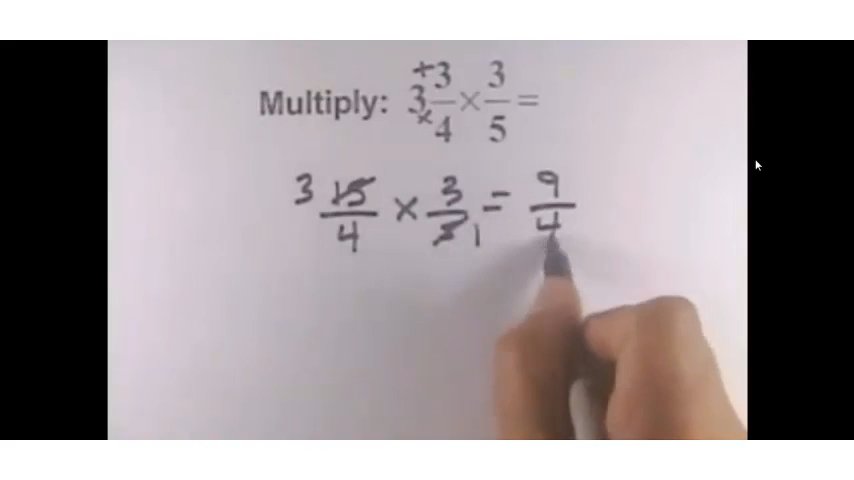 Multiply: 3 3/4 × 3/5 =
+
×
3 15/4 × 3/5 1 = 9/4